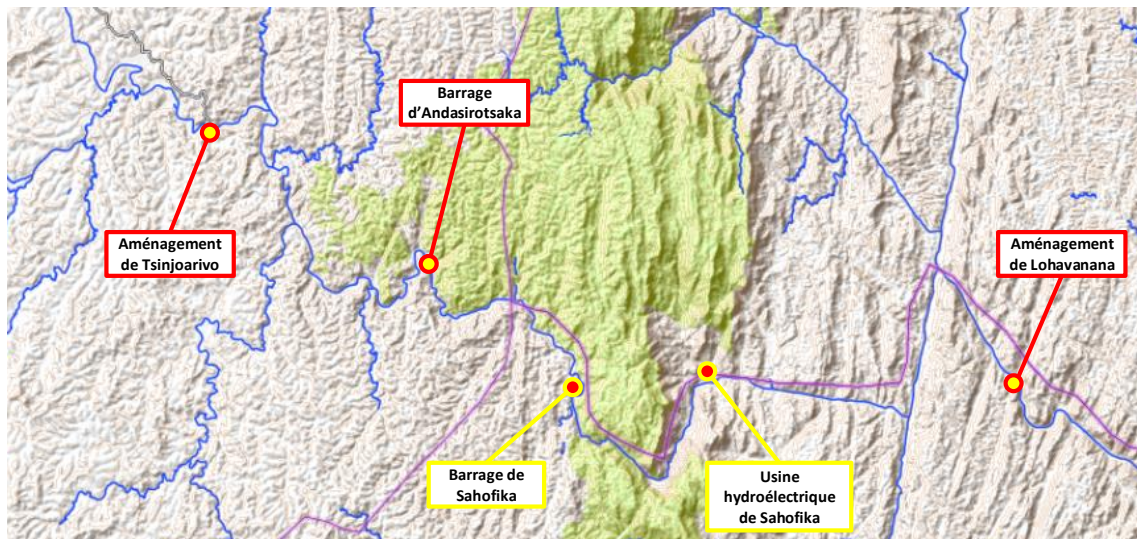 Barrage
d'Andasirotsaka
Aménagement
de Tsinjoarivo
Aménagement
de Lohavanana
Barrage de
Sahofika
Usine
hydroélectrique
de Sahofika